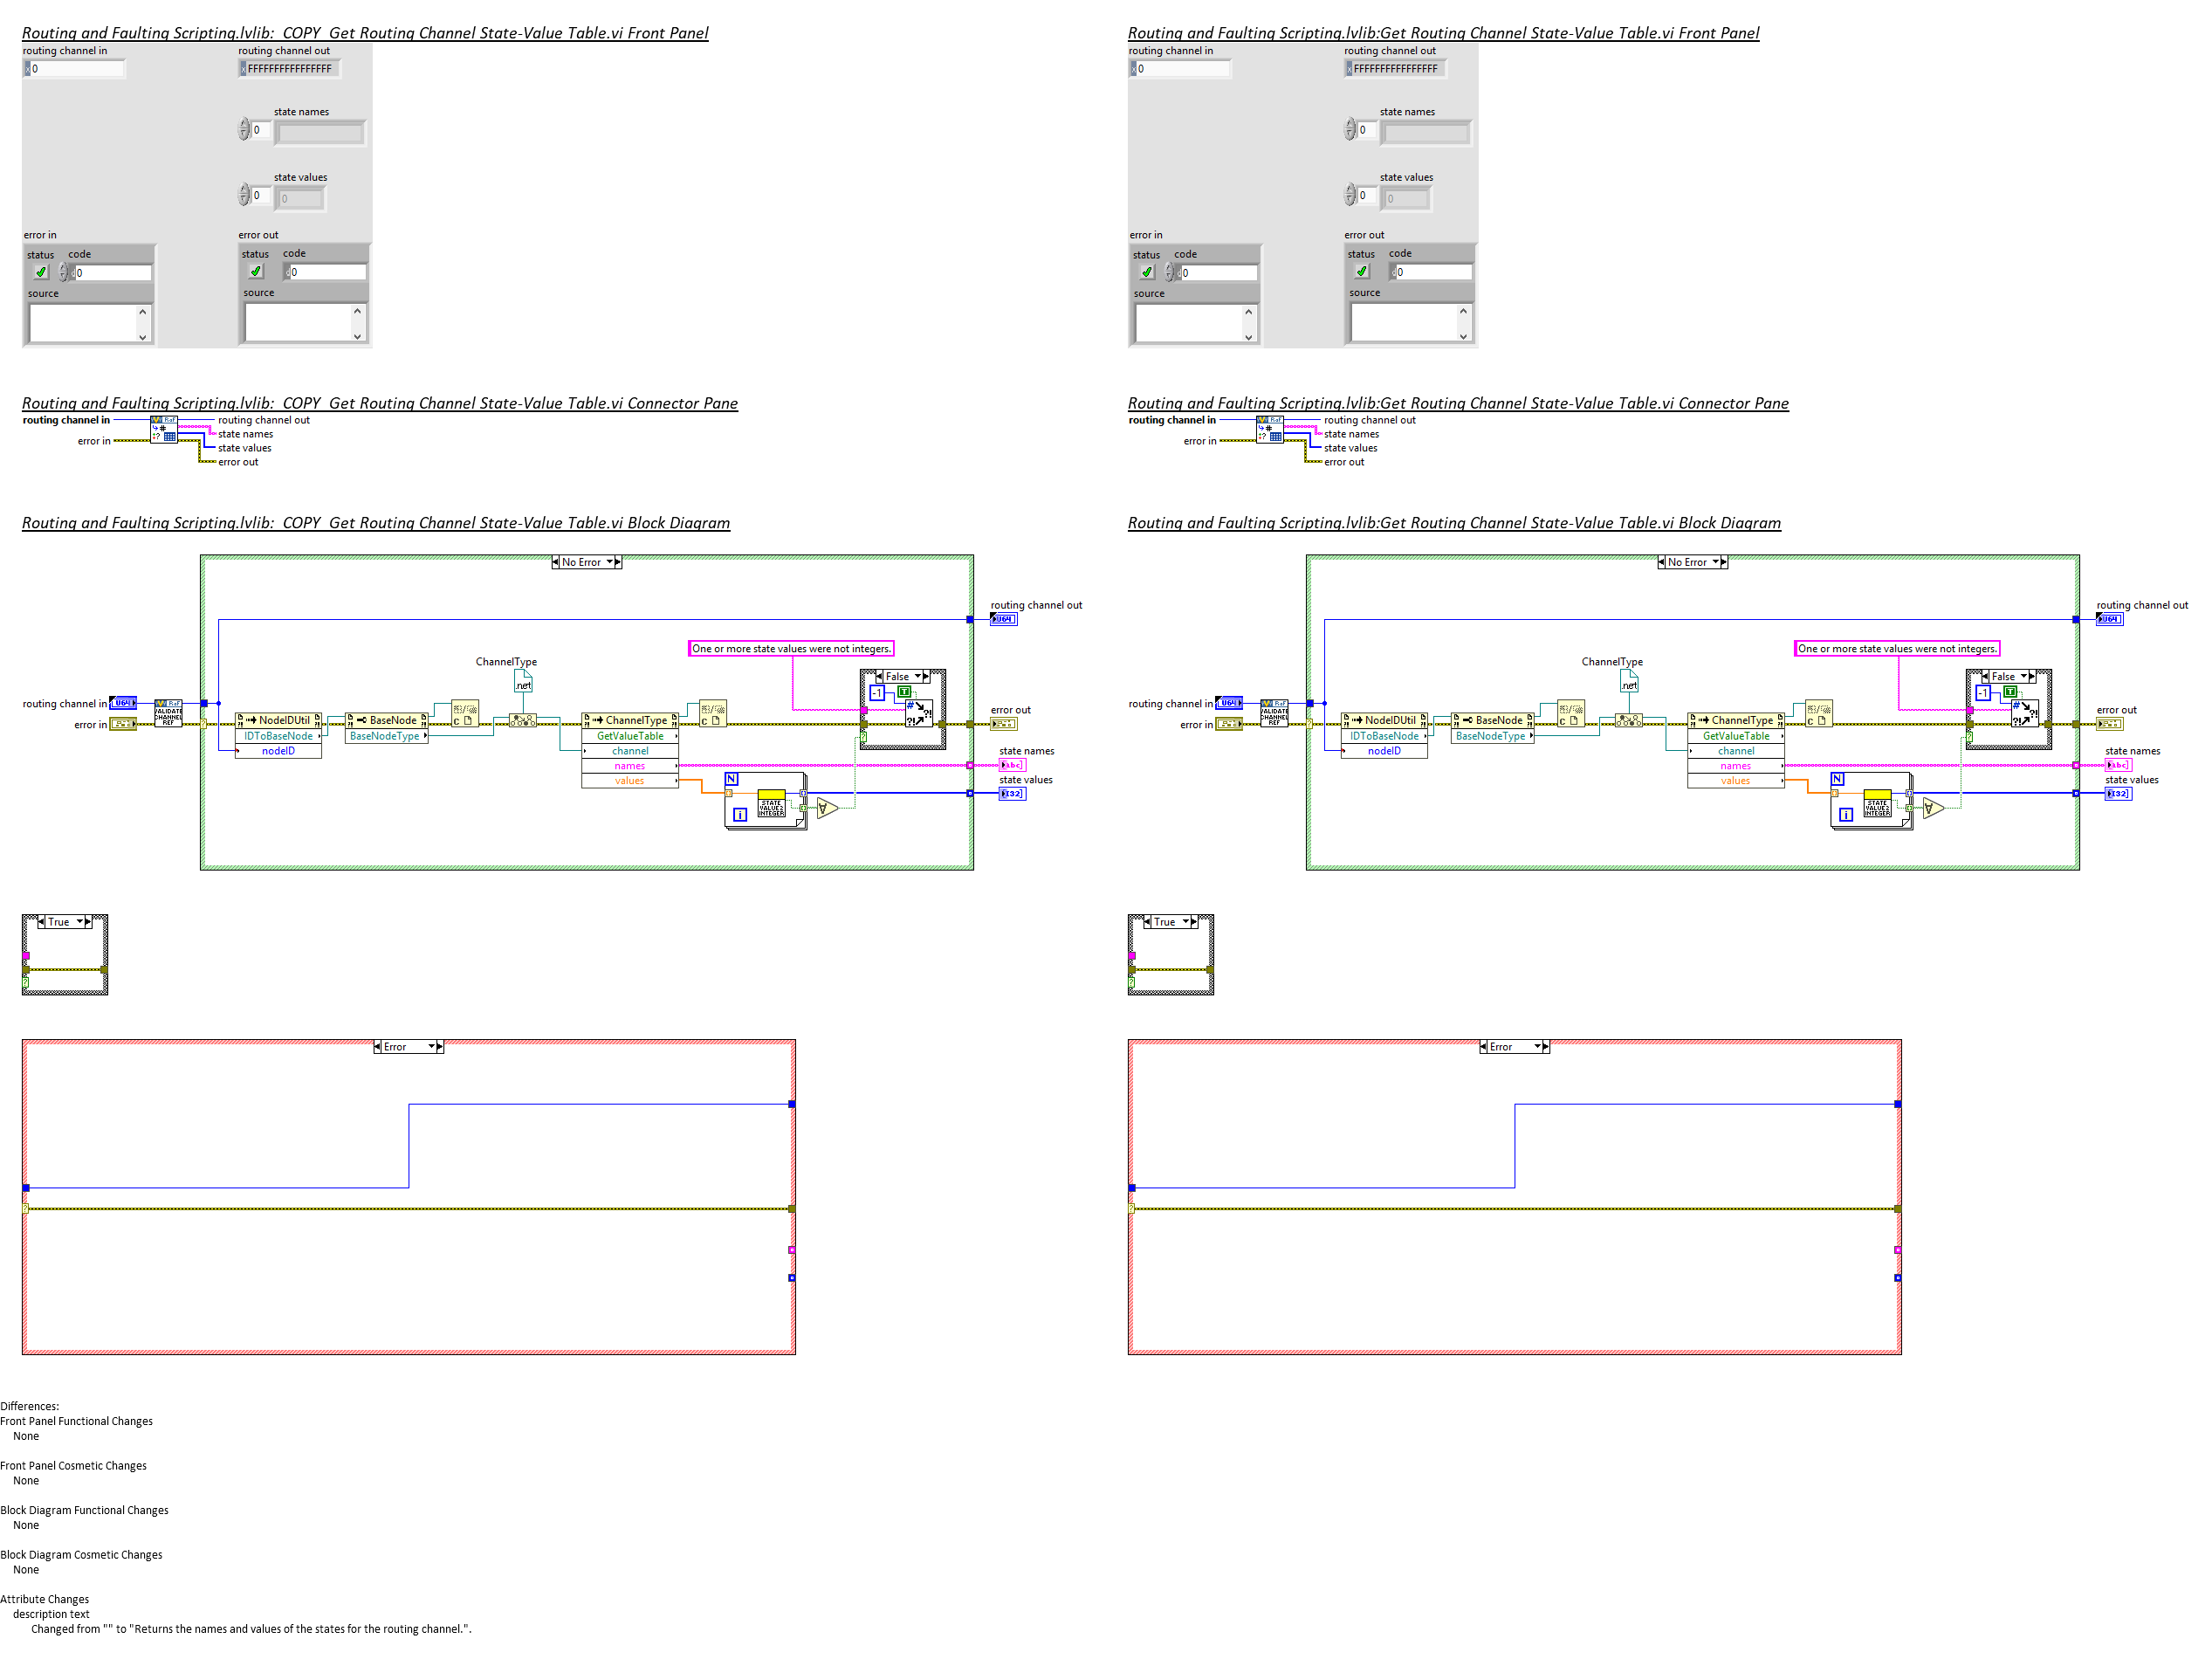 Routing and Faulting Scripting.lvlib:  COPY  Get Routing Channel State-Value Table.vi Front Panel
routing channel in
routing channel out
x 0
x FFFFFFFFFFFFFFFF
state names
0
state values
0
0
error in
error out
status code
status code
d 0
d 0
source
source
Routing and Faulting Scripting.lvlib:Get Routing Channel State-Value Table.vi Front Panel
routing channel in
routing channel out
x 0
x FFFFFFFFFFFFFFFF
state names
0
state values
0
0
error in
error out
status code
status code
d 0
d 0
source
source
Routing and Faulting Scripting.lvlib:  COPY  Get Routing Channel State-Value Table.vi Connector Pane
routing channel in
routing channel out
state names
error in
state values
error out
Routing and Faulting Scripting.lvlib:Get Routing Channel State-Value Table.vi Connector Pane
routing channel in
routing channel out
state names
error in
state values
error out
Routing and Faulting Scripting.lvlib:  COPY  Get Routing Channel State-Value Table.vi Block Diagram
No Error
routing channel out
U64
One or more state values were not integers.
ChannelType
.net
False
-1
T
routing channel in
U64
VALIDATE
CHANNEL
REF
error in
NodeIDUtil
IDToBaseNode
nodeID
BaseNode
BaseNodeType
ChannelType
GetValueTable
channel
names
values
error out
state names
abc
state values
I32
N
STATE
VALUE2
INTEGER
i
Routing and Faulting Scripting.lvlib:Get Routing Channel State-Value Table.vi Block Diagram
No Error
routing channel out
U64
One or more state values were not integers.
ChannelType
.net
False
-1
T
routing channel in
U64
VALIDATE
CHANNEL
REF
error in
NodeIDUtil
IDToBaseNode
nodeID
BaseNode
BaseNodeType
ChannelType
GetValueTable
channel
names
values
error out
state names
abc
state values
I32
N
STATE
VALUE2
INTEGER
i
True
True
Error
Error
Differences:
Front Panel Functional Changes
None
Front Panel Cosmetic Changes
None
Block Diagram Functional Changes
None
Block Diagram Cosmetic Changes
None
Attribute Changes
description text
Changed from "" to "Returns the names and values of the states for the routing channel.".